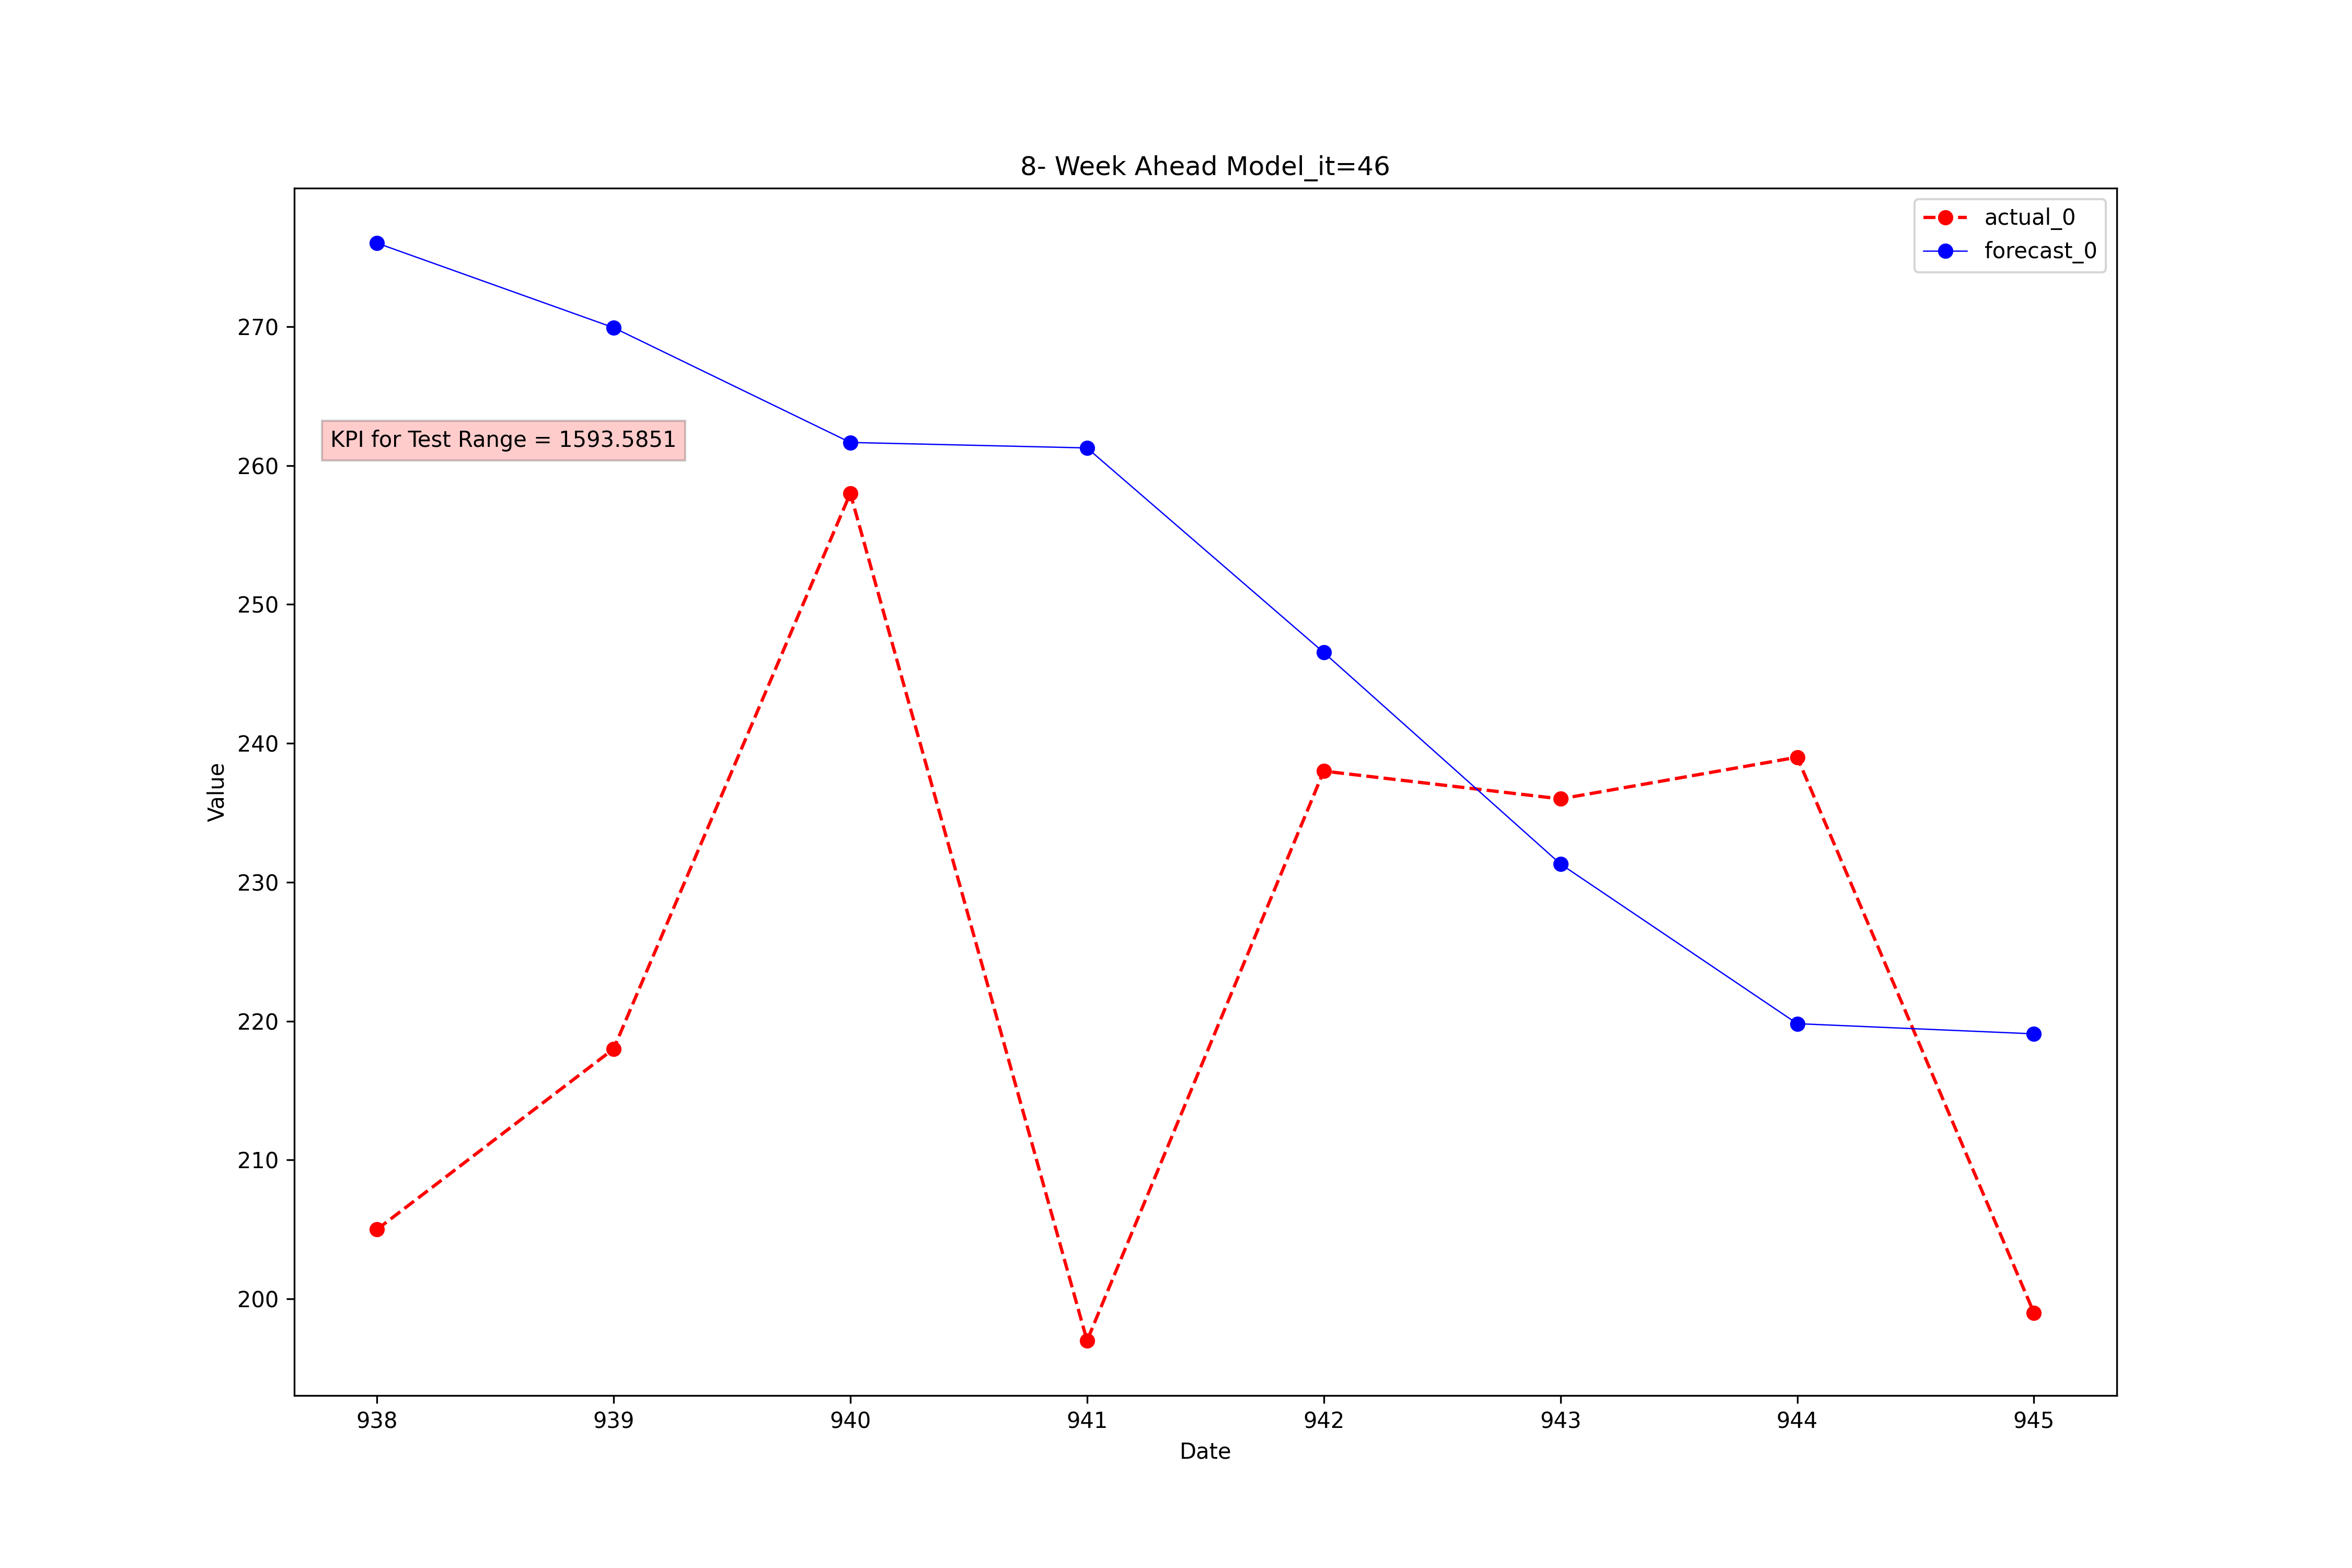 8- Week Ahead Model_it=46
actual_0
forecast_0
KPI for Test Range = 1593.5851
270
260
250
240
230
220
210
200
Value
938 939 940 941 942 943 944 945
Date